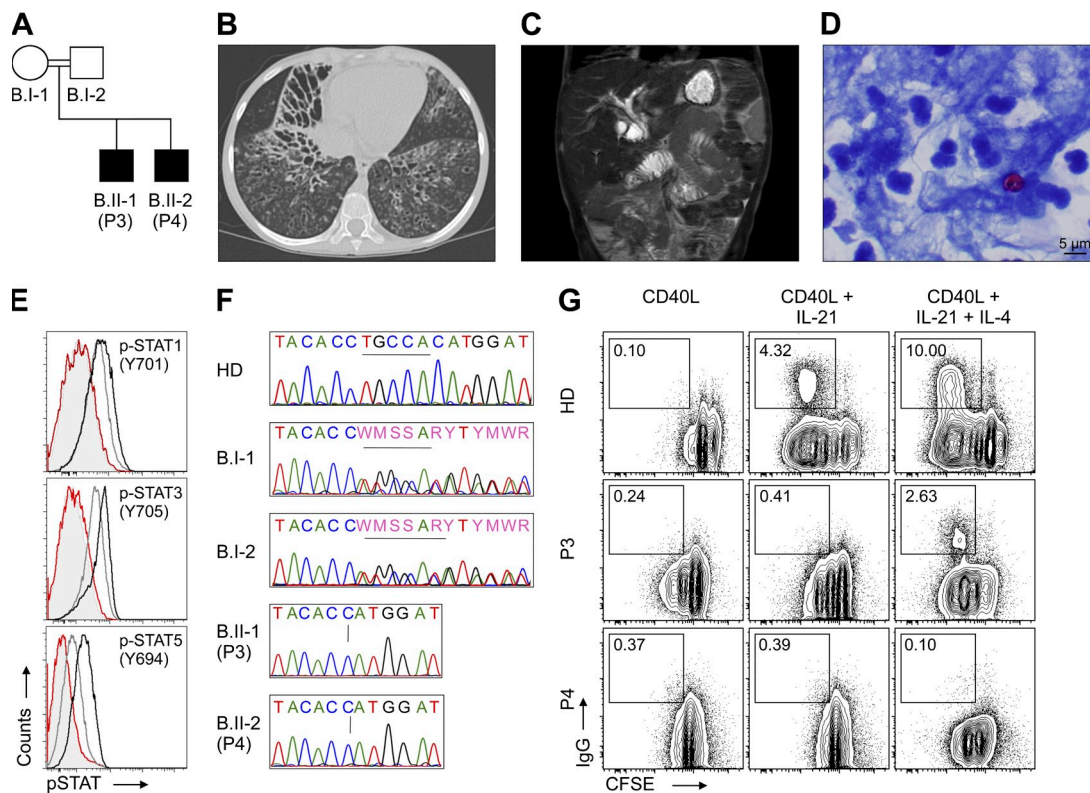 A
B.I-1
B.I-2
B.II-1
(P3)
B.II-2
(P4)
B
C
D
5 µm
E
p-STAT1
(Y701)
p-STAT3
(Y705)
p-STAT5
(Y694)
Counts
pSTAT
F
HD
TACACCTGCCACATGGAT
B.I-1
TACACCWMSSARYTYMWR
B.I-2
TACACCWMSSARYTYMWR
B.II-1
(P3)
TACACCATGGAT
B.II-2
(P4)
TACACCATGGAT
G
CD40L
CD40L +
IL-21
CD40L +
IL-21 + IL-4
HD
0.10
4.32
10.00
P3
0.24
0.41
2.63
P4
0.37
0.39
0.10
IgG
CFSE